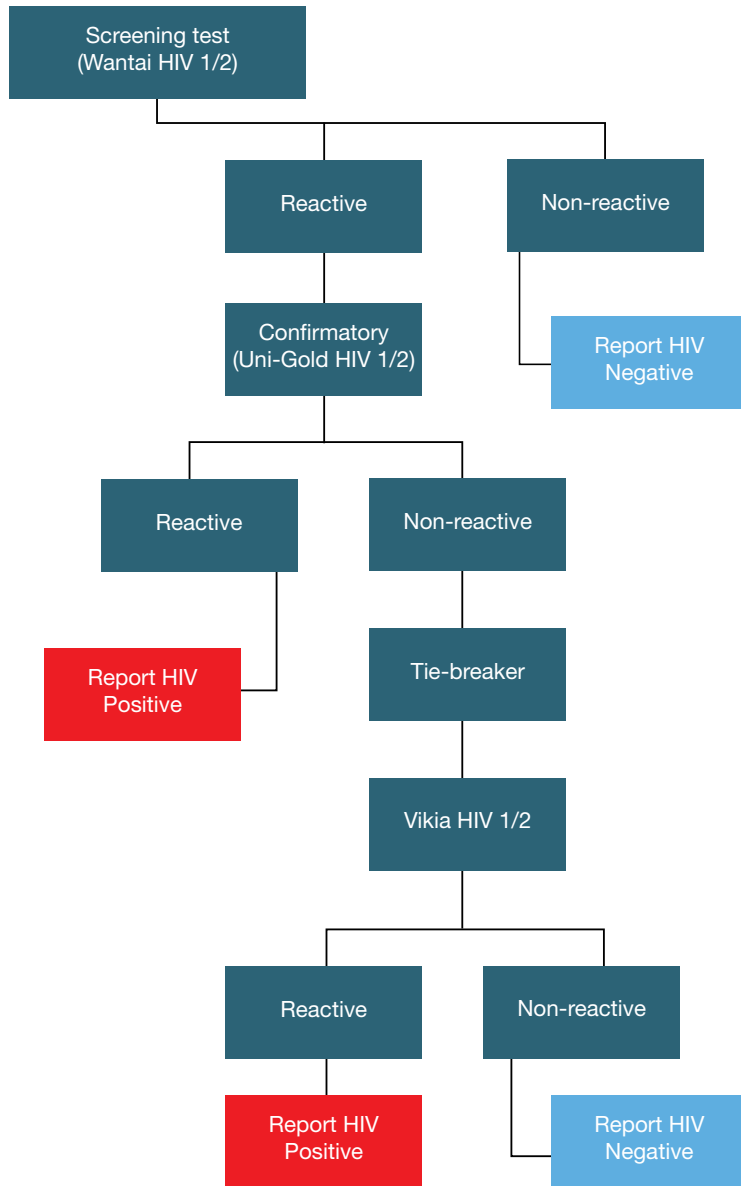 Screening test
(Wantai HIV 1/2)
Reactive
Non-reactive
Confirmatory
(Uni-Gold HIV 1/2)
Report HIV
Negative
Reactive
Non-reactive
Report HIV
Positive
Tie-breaker
Vikia HIV 1/2
Reactive
Non-reactive
Report HIV
Positive
Report HIV
Negative